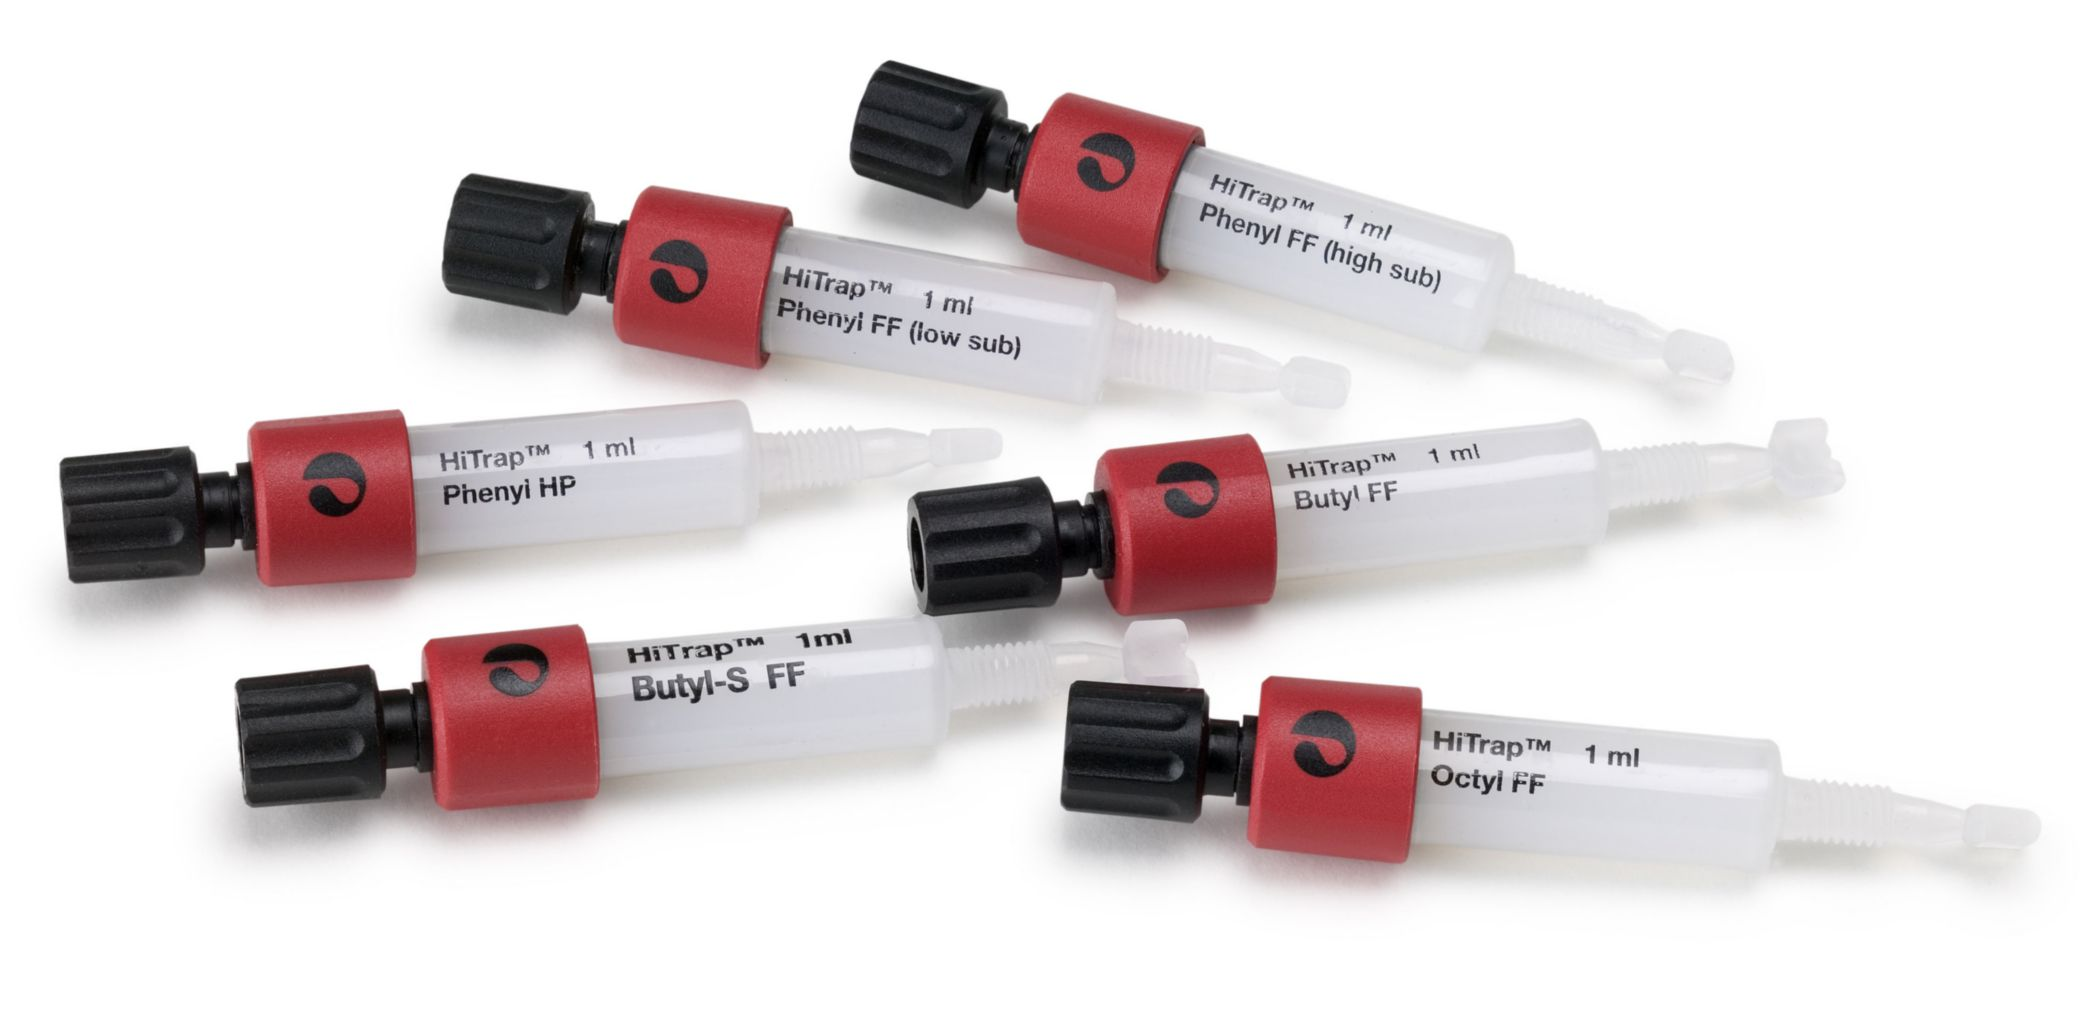 HiTrap™ 1 ml
Phenyl FF (high sub)
HiTrap™ 1 ml
Phenyl FF (low sub)
HiTrap™ 1 ml
Phenyl HP
HiTrap™ 1 ml
Butyl FF
HiTrap™ 1ml
Butyl-S FF
HiTrap™ 1 ml
Octyl FF